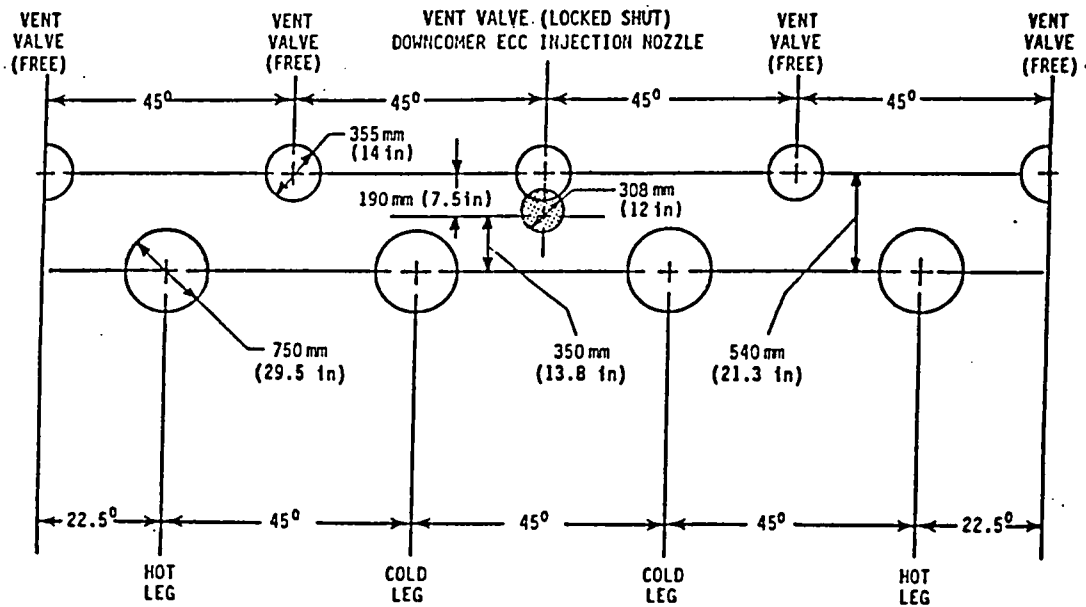 VENT
VALVE
(FREE)
VENT
VALVE
(FREE)
VENT VALVE (LOCKED SHUT)
DOWNCOMER ECC INJECTION NOZZLE
VENT
VALVE
(FREE)
VENT
VALVE
(FREE)
45°
45°
45°
45°
355 mm
(14 in)
190 mm (7.5in)
308 mm
(12 in)
750 mm
(29.5 in)
350 mm
(13.8 in)
540 mm
(21.3 in)
22.5°
45°
45°
45°
22.5°
HOT
LEG
COLD
LEG
COLD
LEG
HOT
LEG